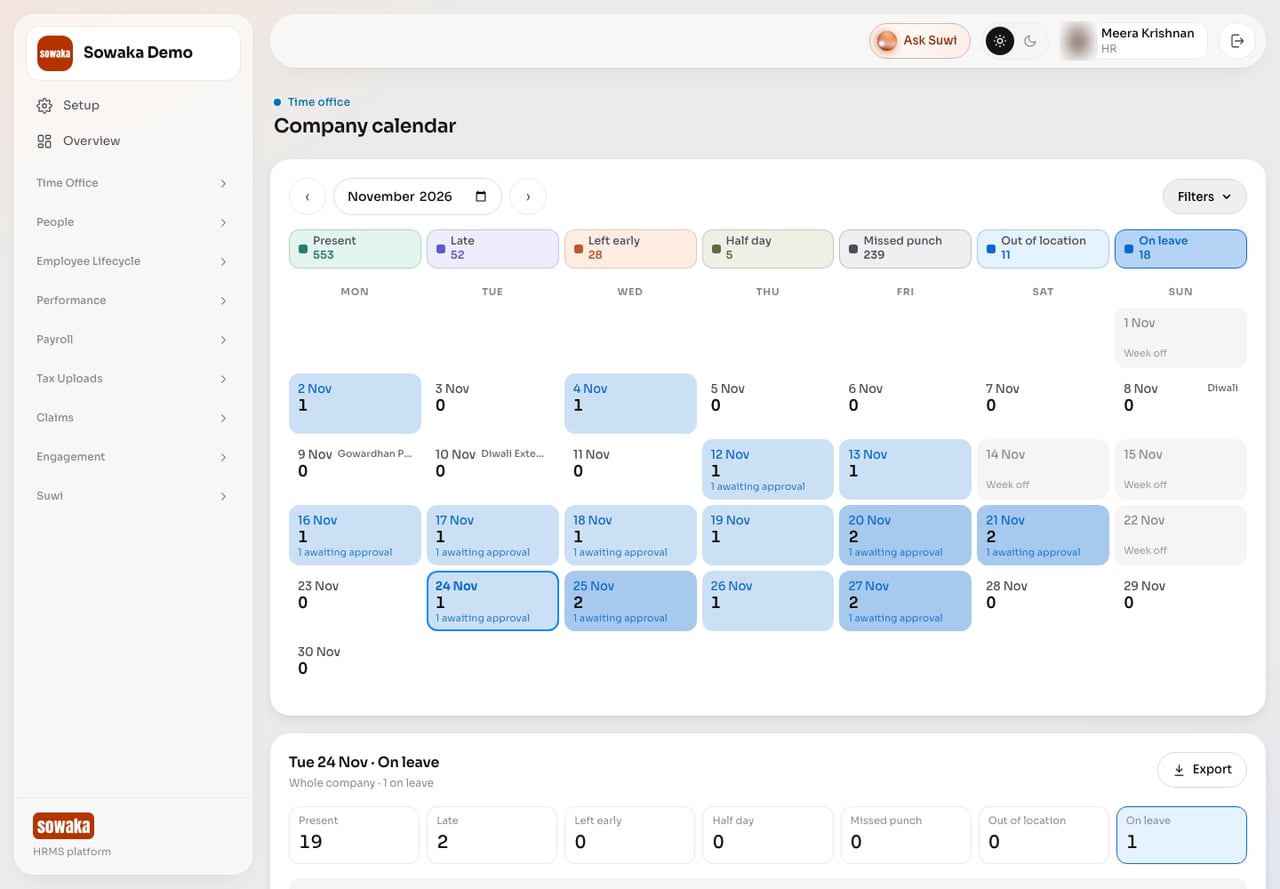 sowaka
Sowaka Demo
Setup
Overview
Time Office
People
Employee Lifecycle
Performance
Payroll
Tax Uploads
Claims
Engagement
Suwi
sowaka
HRMS platform
Ask Suwi
Meera Krishnan
HR
Time office
Company calendar
‹ November 2026 ›
Filters
Present
553
Late
52
Left early
28
Half day
5
Missed punch
239
Out of location
11
On leave
18
MON TUE WED THU FRI SAT SUN
1 Nov
Week off
2 Nov
1
3 Nov
0
4 Nov
1
5 Nov
0
6 Nov
0
7 Nov
0
8 Nov Diwali
0
9 Nov Gowardhan P...
0
10 Nov Diwali Exte...
0
11 Nov
0
12 Nov
1
1 awaiting approval
13 Nov
1
14 Nov
Week off
15 Nov
Week off
16 Nov
1
1 awaiting approval
17 Nov
1
1 awaiting approval
18 Nov
1
1 awaiting approval
19 Nov
1
20 Nov
2
1 awaiting approval
21 Nov
2
1 awaiting approval
22 Nov
Week off
23 Nov
0
24 Nov
1
1 awaiting approval
25 Nov
2
1 awaiting approval
26 Nov
1
27 Nov
2
1 awaiting approval
28 Nov
0
29 Nov
0
30 Nov
0
Tue 24 Nov · On leave
Whole company · 1 on leave
Export
Present
19
Late
2
Left early
0
Half day
0
Missed punch
0
Out of location
0
On leave
1